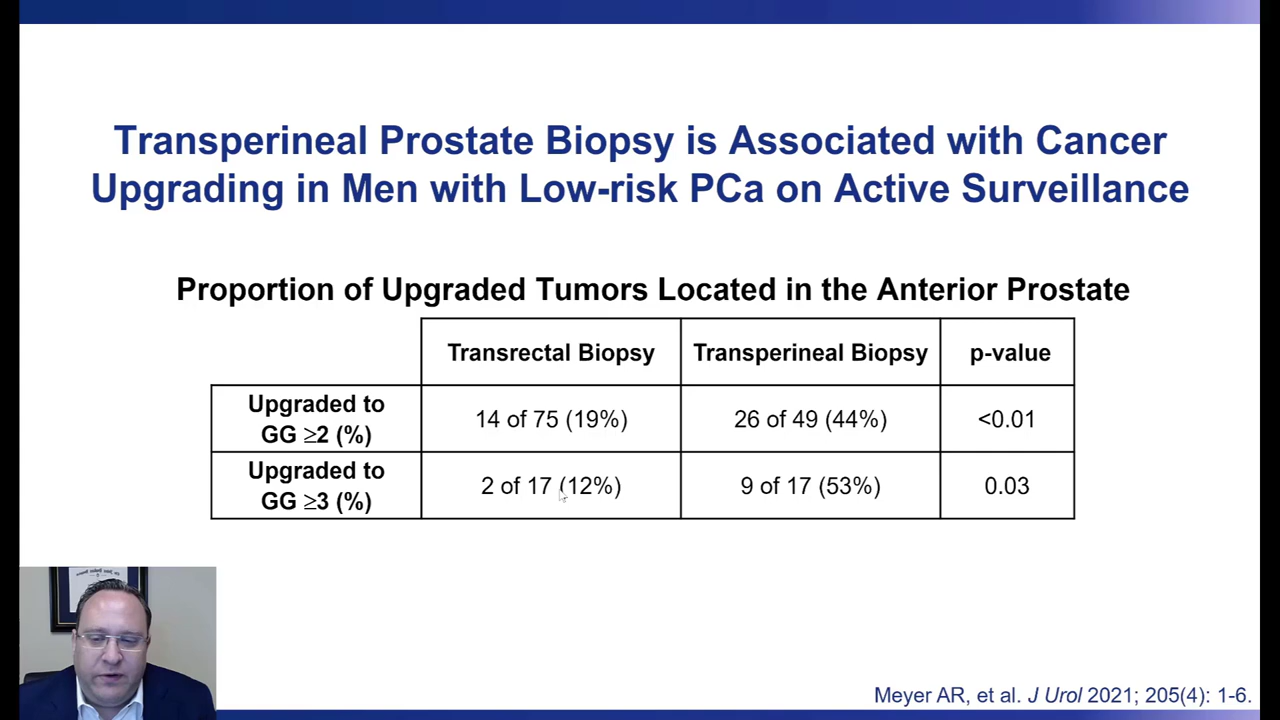 Transperineal Prostate Biopsy is Associated with Cancer
Upgrading in Men with Low-risk PCa on Active Surveillance
Proportion of Upgraded Tumors Located in the Anterior Prostate
Transrectal Biopsy Transperineal Biopsy p-value
Upgraded to
GG ≥2 (%)
14 of 75 (19%) 26 of 49 (44%) <0.01
Upgraded to
GG ≥3 (%)
2 of 17 (12%) 9 of 17 (53%) 0.03
Meyer AR, et al. J Urol 2021; 205(4): 1-6.